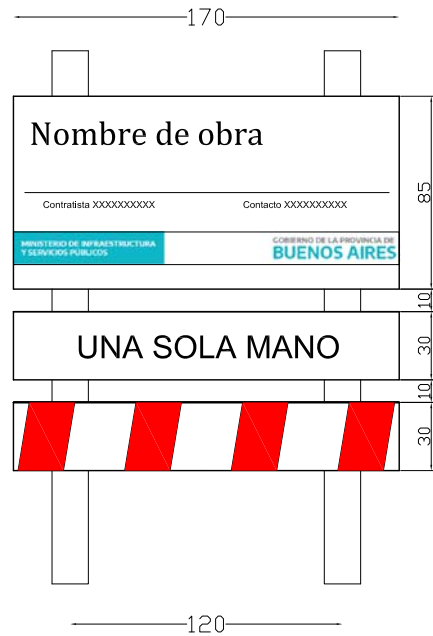 170
Nombre de obra
Contratista XXXXXXXXXX
Contacto XXXXXXXXXX
MINISTERIO DE INFRAESTRUCTURA
Y SERVICIOS PÚBLICOS
GOBIERNO DE LA PROVINCIA DE
BUENOS AIRES
85
10
UNA SOLA MANO
30
10
30
120